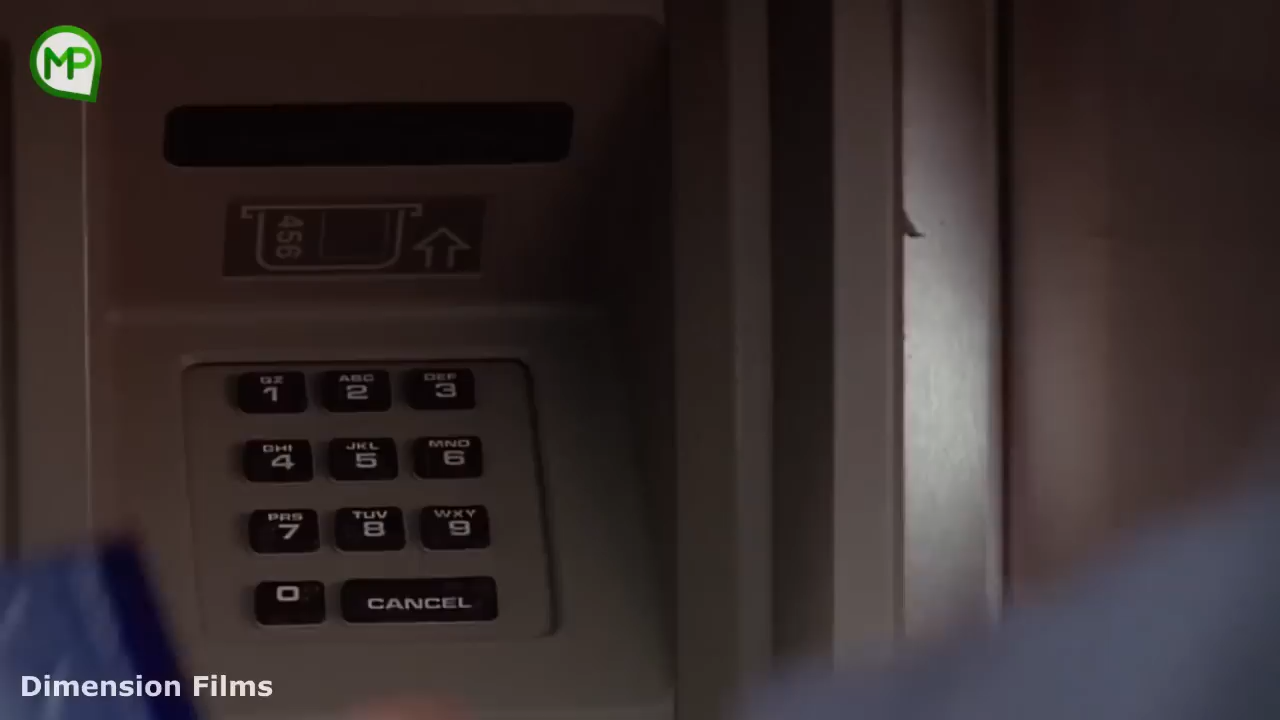 MP
456
QZ ABC DEF
1 2 3
GHI JKL MNO
4 5 6
PRS TUV WXY
7 8 9
0 CANCEL
Dimension Films